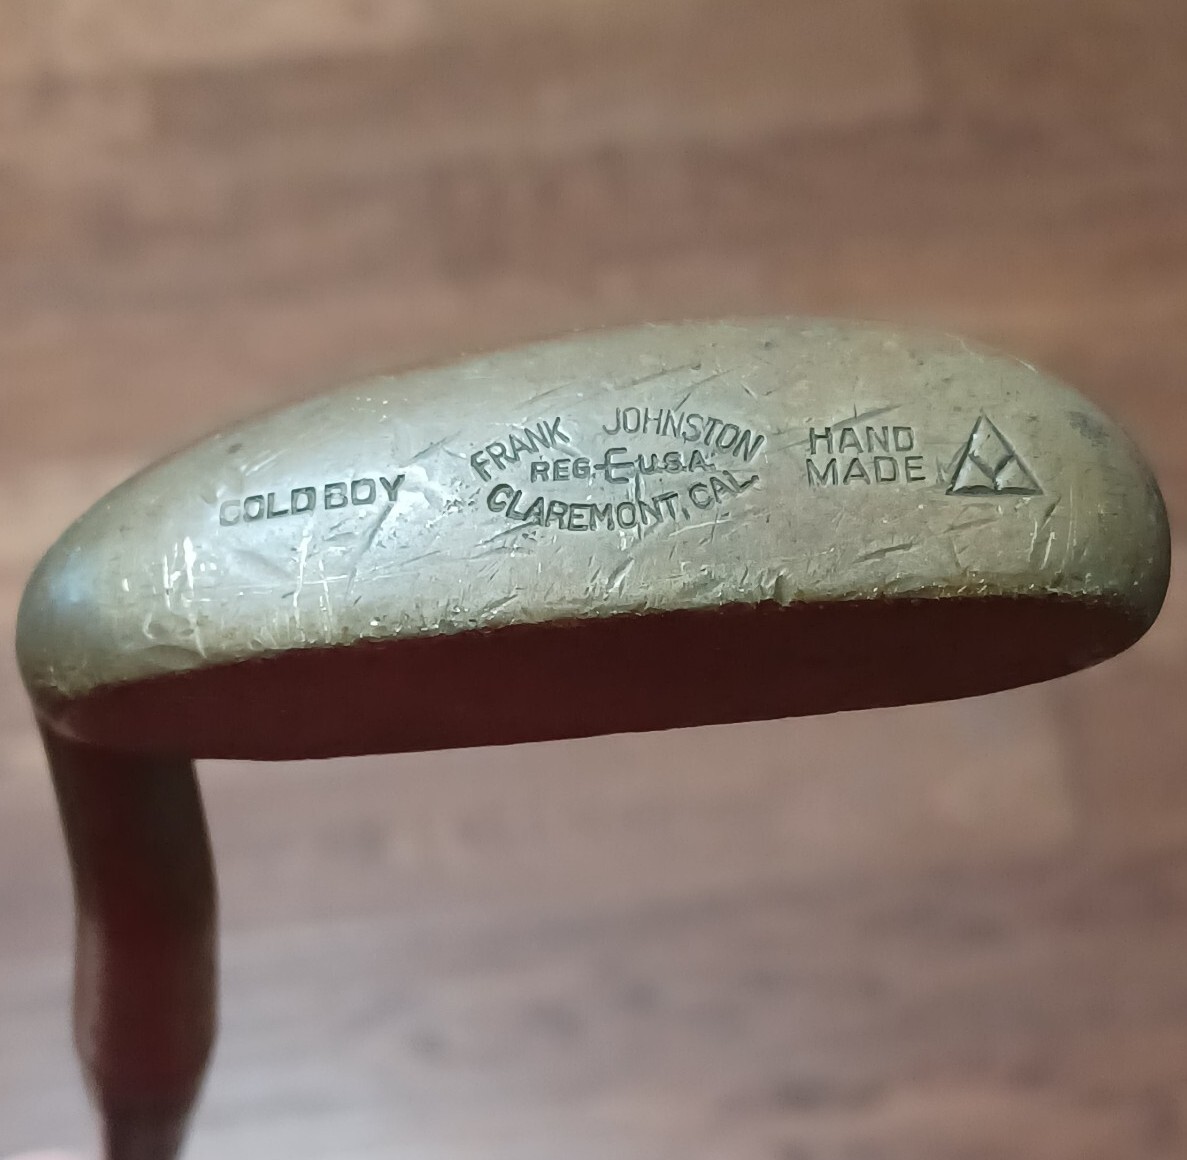 GOLD BOY
FRANK JOHNSTON
REG. E U.S.A.
CLAREMONT, CAL.
HAND
MADE